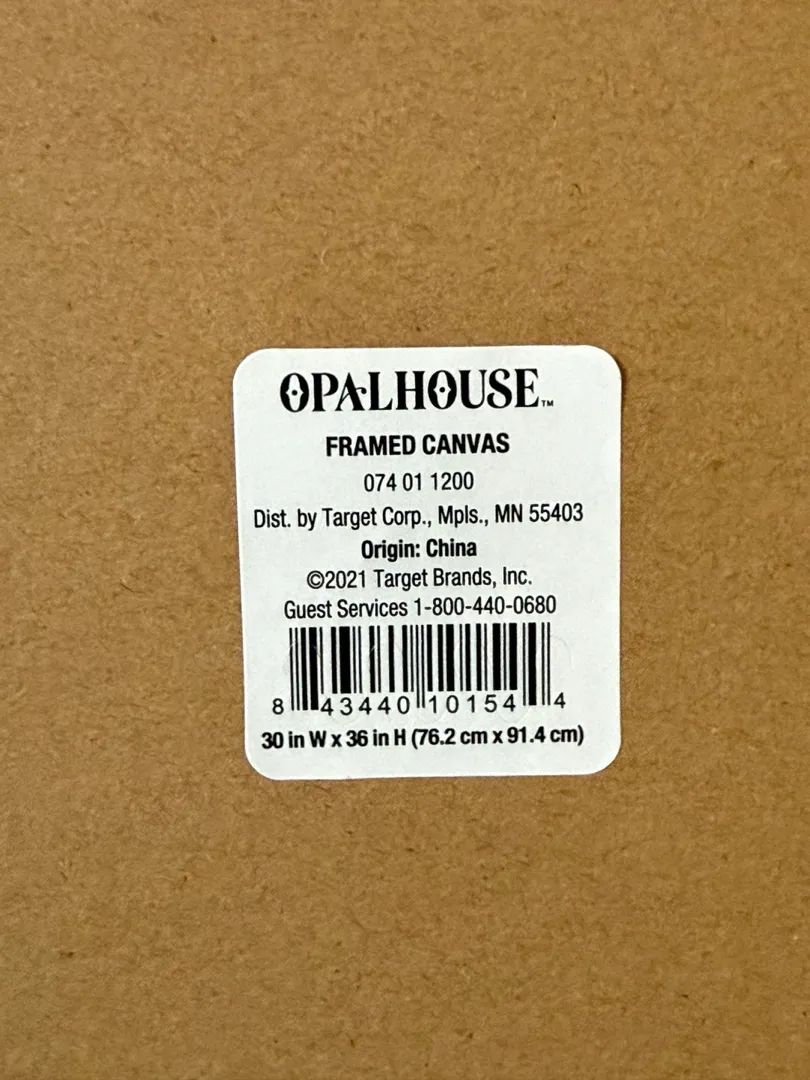 OPALHOUSE™
FRAMED CANVAS
074 01 1200
Dist. by Target Corp., Mpls., MN 55403
Origin: China
©2021 Target Brands, Inc.
Guest Services 1-800-440-0680
8 43440 10154 4
30 in W x 36 in H (76.2 cm x 91.4 cm)